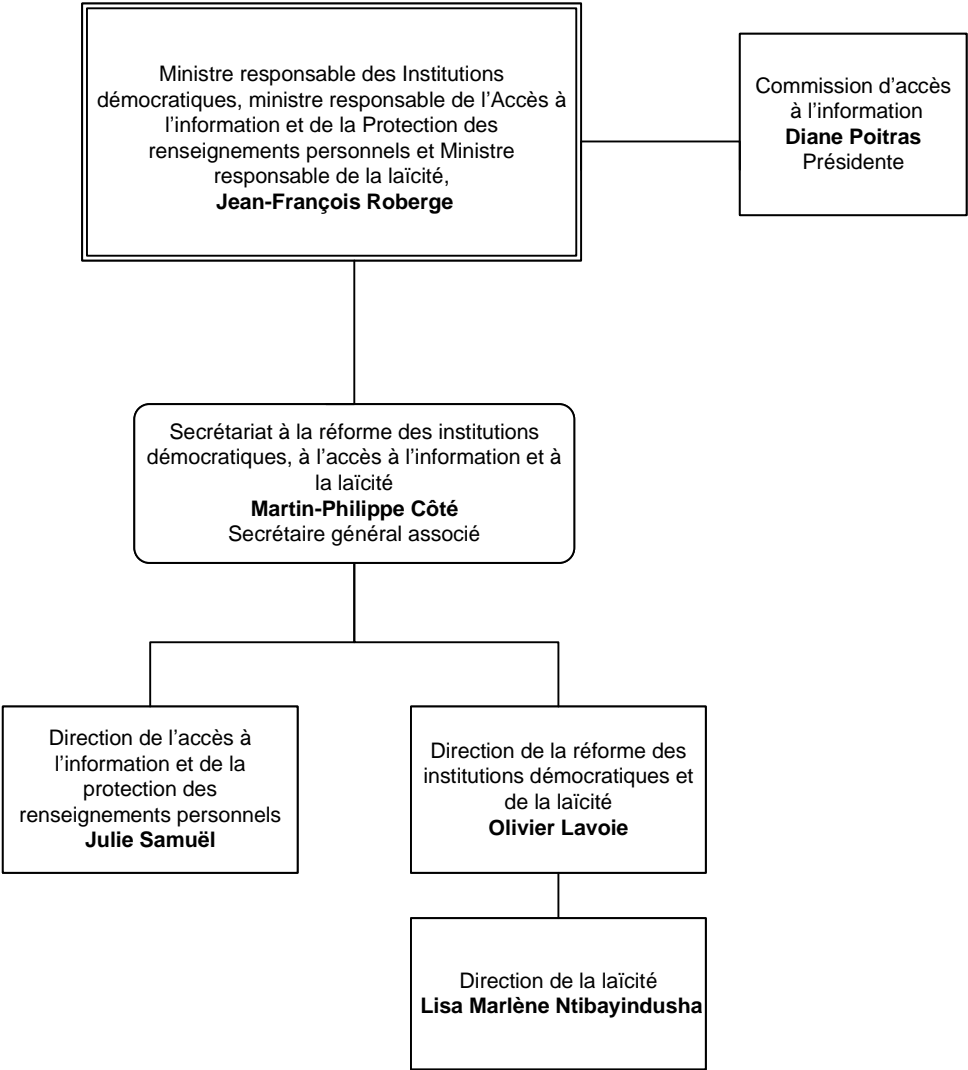 Ministre responsable des Institutions
démocratiques, ministre responsable de l'Accès à
l'information et de la Protection des
renseignements personnels et Ministre
responsable de la laïcité,
Jean-François Roberge
Commission d'accès
à l'information
Diane Poitras
Présidente
Secrétariat à la réforme des institutions
démocratiques, à l'accès à l'information et à
la laïcité
Martin-Philippe Côté
Secrétaire général associé
Direction de l'accès à
l'information et de la
protection des
renseignements personnels
Julie Samuël
Direction de la réforme des
institutions démocratiques et
de la laïcité
Olivier Lavoie
Direction de la laïcité
Lisa Marlène Ntibayindusha